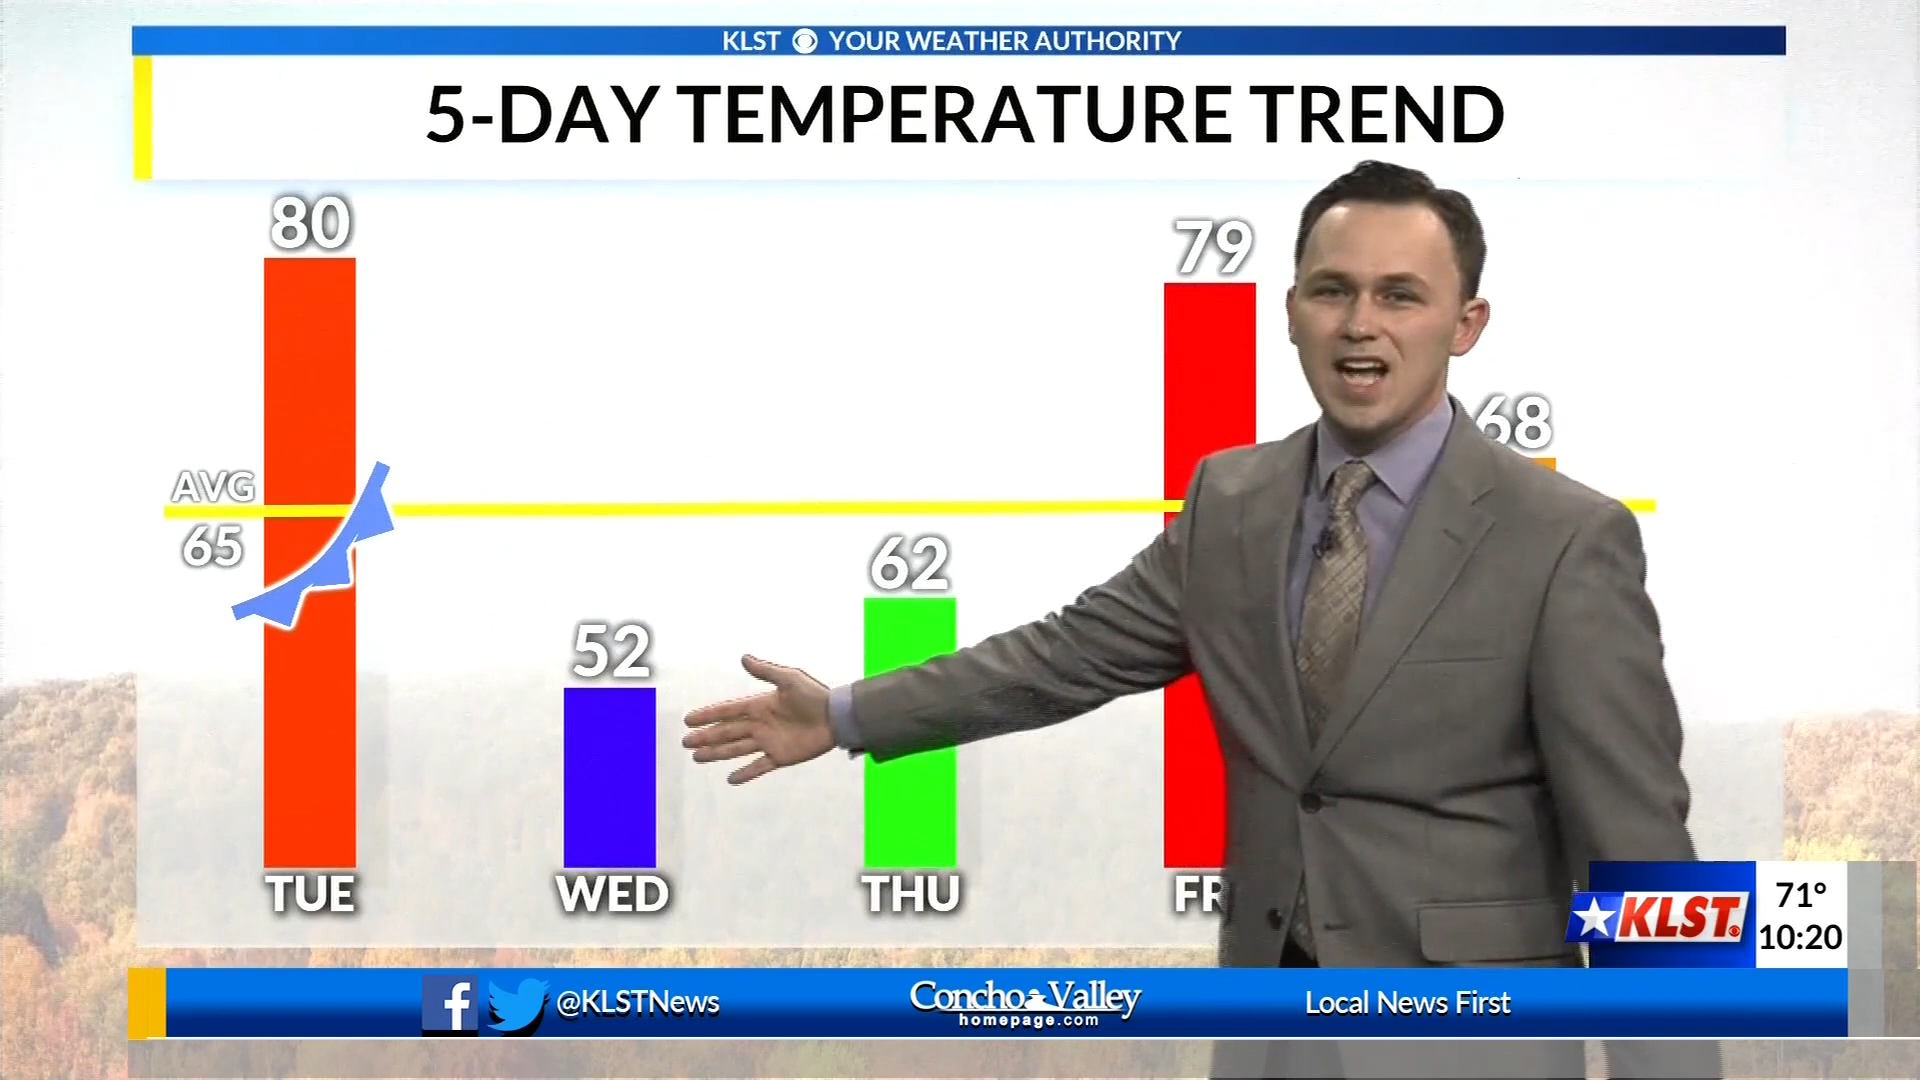 KLST YOUR WEATHER AUTHORITY
5-DAY TEMPERATURE TREND
80
79
68
AVG
65
62
52
TUE
WED
THU
FR
KLST
71°
10:20
@KLSTNews
Concho Valley
homepage.com
Local News First